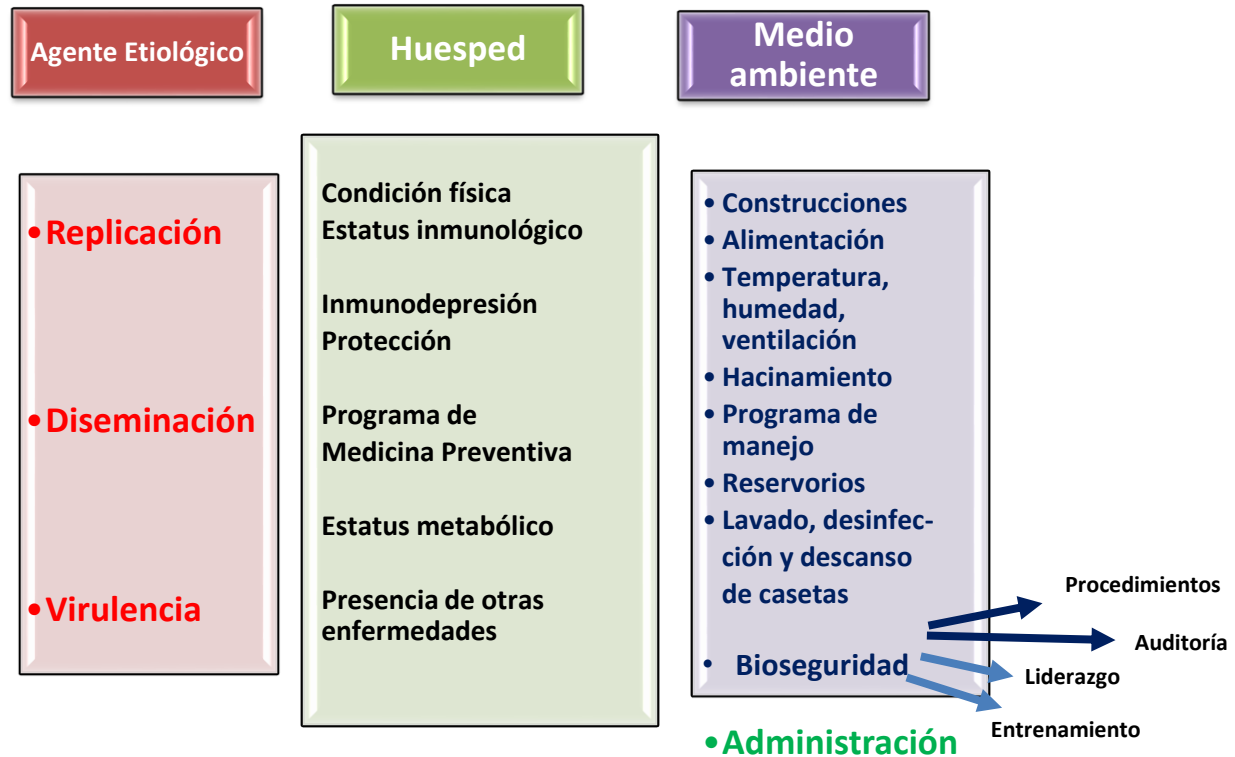 Agente Etiológico
Huesped
Medio
ambiente
•Replicación
•Diseminación
•Virulencia
Condición física
Estatus inmunológico
Inmunodepresión
Protección
Programa de
Medicina Preventiva
Estatus metabólico
Presencia de otras
enfermedades
• Construcciones
• Alimentación
• Temperatura,
humedad,
ventilación
• Hacinamiento
• Programa de
manejo
• Reservorios
• Lavado, desinfec-
ción y descanso
de casetas
• Bioseguridad
Procedimientos
Auditoría
Liderazgo
Entrenamiento
•Administración